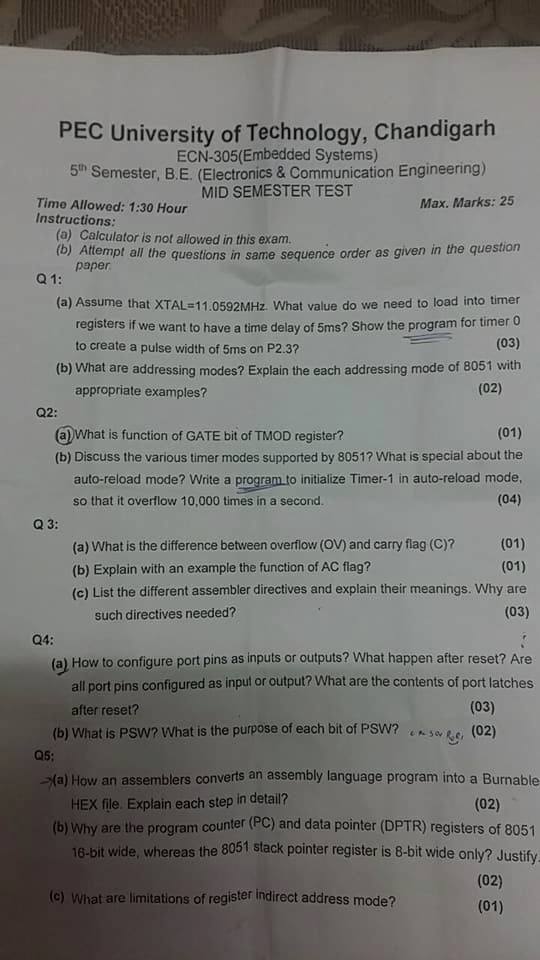 PEC University of Technology, Chandigarh
ECN-305(Embedded Systems)
5th Semester, B.E. (Electronics & Communication Engineering)
MID SEMESTER TEST
Time Allowed: 1:30 Hour Max. Marks: 25
Instructions:
(a) Calculator is not allowed in this exam.
(b) Attempt all the questions in same sequence order as given in the question
paper.
Q 1:
(a) Assume that XTAL=11.0592MHz. What value do we need to load into timer
registers if we want to have a time delay of 5ms? Show the program for timer 0
to create a pulse width of 5ms on P2.3? (03)
(b) What are addressing modes? Explain the each addressing mode of 8051 with
appropriate examples? (02)
Q2:
(a) What is function of GATE bit of TMOD register? (01)
(b) Discuss the various timer modes supported by 8051? What is special about the
auto-reload mode? Write a program to initialize Timer-1 in auto-reload mode,
so that it overflow 10,000 times in a second. (04)
Q 3:
(a) What is the difference between overflow (OV) and carry flag (C)? (01)
(b) Explain with an example the function of AC flag? (01)
(c) List the different assembler directives and explain their meanings. Why are
such directives needed? (03)
Q4:
(a) How to configure port pins as inputs or outputs? What happen after reset? Are
all port pins configured as input or output? What are the contents of port latches
after reset? (03)
(b) What is PSW? What is the purpose of each bit of PSW? (02)
Q5:
(a) How an assemblers converts an assembly language program into a Burnable
HEX file. Explain each step in detail? (02)
(b) Why are the program counter (PC) and data pointer (DPTR) registers of 8051
16-bit wide, whereas the 8051 stack pointer register is 8-bit wide only? Justify.
(02)
(c) What are limitations of register indirect address mode? (01)